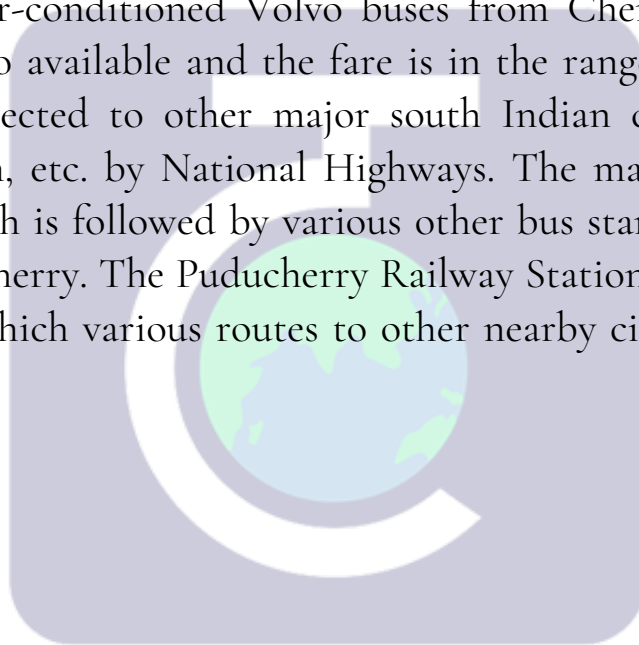 r-conditioned Volvo buses from Che
o available and the fare is in the rang
ected to other major south Indian
, etc. by National Highways. The ma
h is followed by various other bus sta
herry. The Puducherry Railway Station
hich various routes to other nearby ci